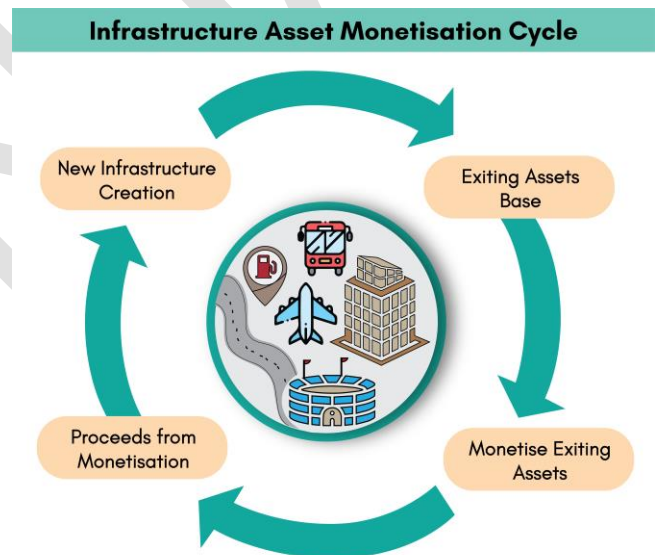 Infrastructure Asset Monetisation Cycle
New Infrastructure
Creation
Exiting Assets
Base
Proceeds from
Monetisation
Monetise Exiting
Assets